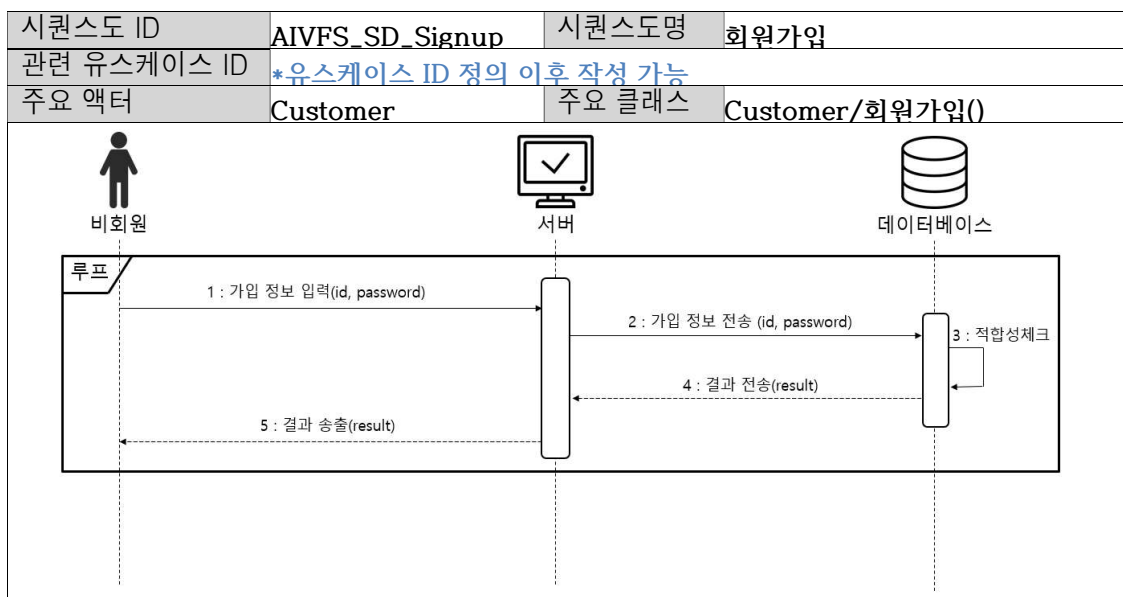 시퀀스도 ID AIVFS_SD_Signup 시퀀스도명 회원가입
관련 유스케이스 ID *유스케이스 ID 정의 이후 작성 가능
주요 액터 Customer 주요 클래스 Customer/회원가입()
비회원 서버 데이터베이스
루프
1 : 가입 정보 입력(id, password)
2 : 가입 정보 전송 (id, password)
3 : 적합성체크
4 : 결과 전송(result)
5 : 결과 송출(result)